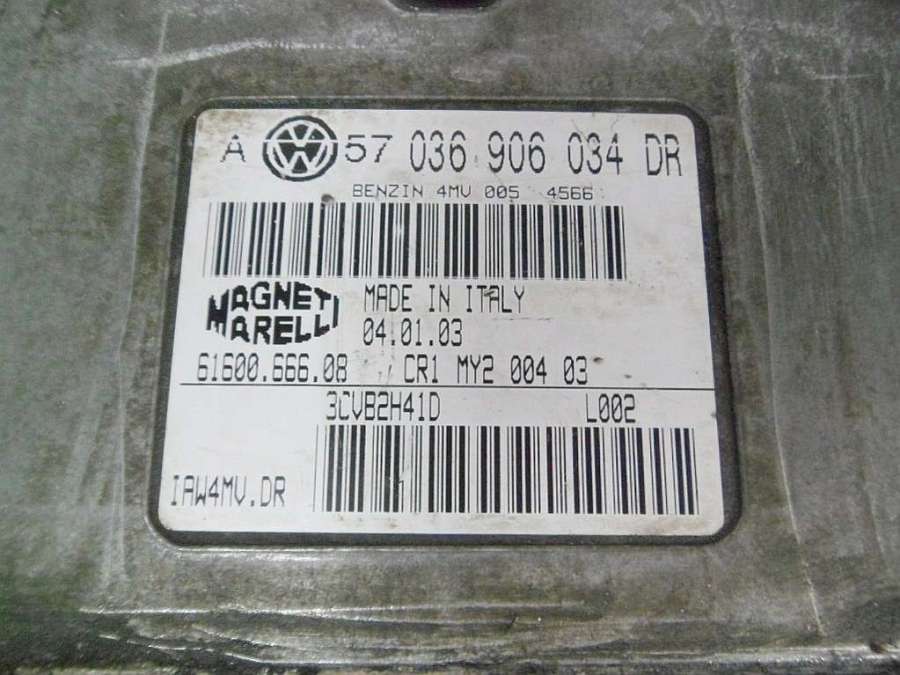 A 57 036 906 034 DR
BENZIN 4MV 005 4566
MAGNETI MARELLI
MADE IN ITALY
04.01.03
61600.666.08 CR1 MY2 004 03
3CVB2H41D L002
IAW4MV.DR